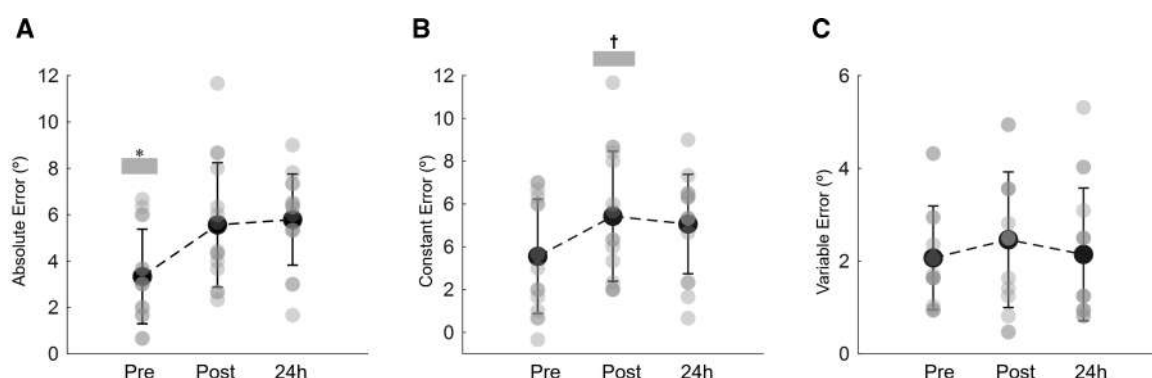 A
Absolute Error (°)
12
10
8
6
4
2
0
*
Pre
Post
24h
B
Constant Error (°)
12
10
8
6
6
2
0
†
Pre
Post
24h
C
Variable Error (°)
6
4
2
0
Pre
Post
24h